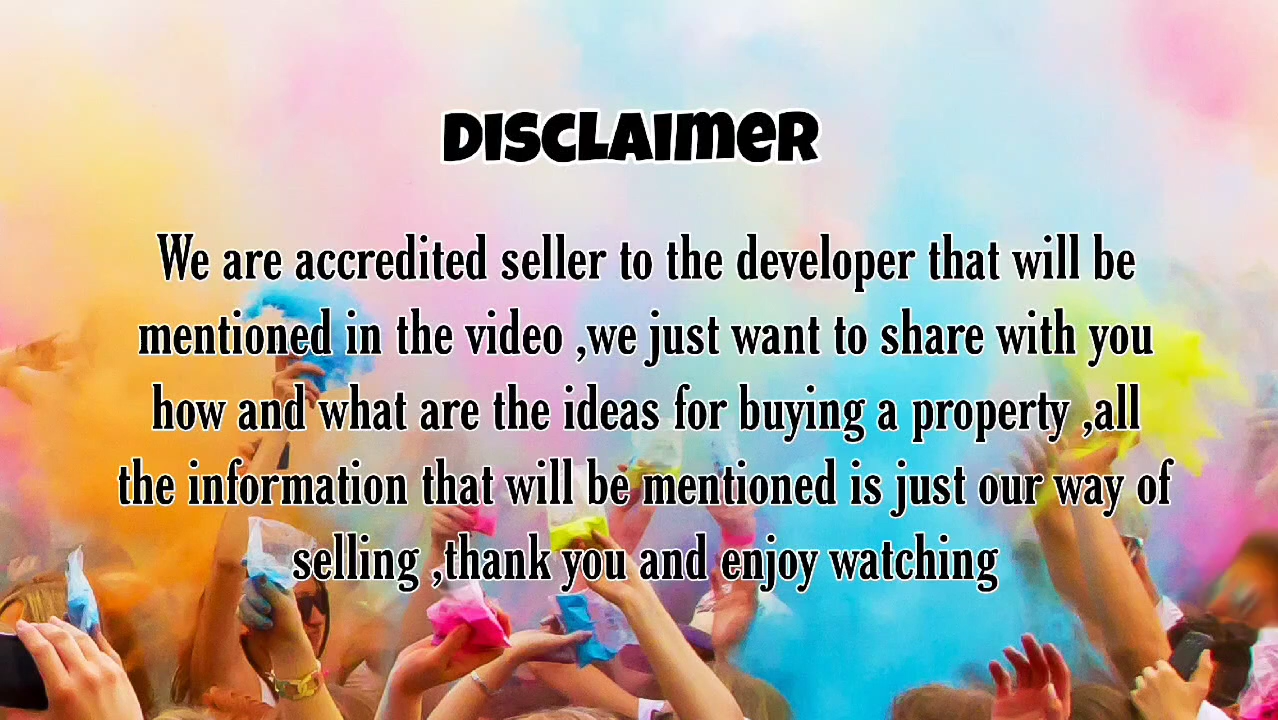 DISCLAIMER
We are accredited seller to the developer that will be
mentioned in the video ,we just want to share with you
how and what are the ideas for buying a property ,all
the information that will be mentioned is just our way of
selling ,thank you and enjoy watching